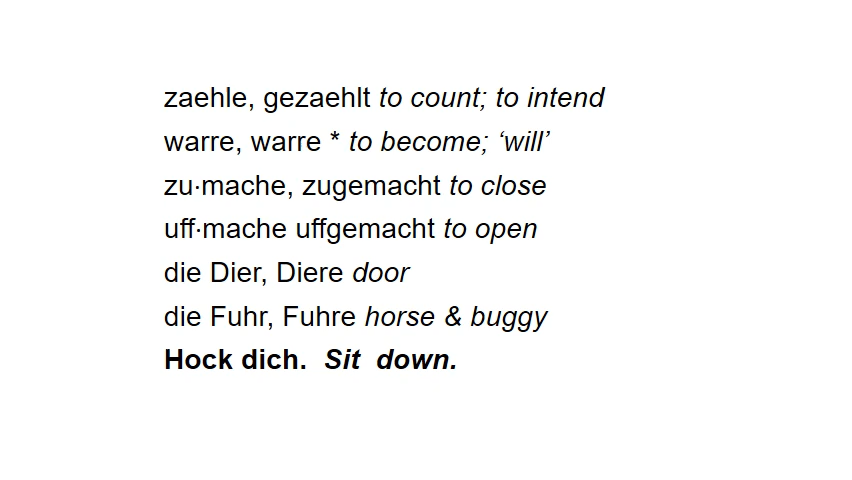 zaehle, gezaehlt to count; to intend
warre, warre * to become; ‘will’
zu·mache, zugemacht to close
uff·mache uffgemacht to open
die Dier, Diere door
die Fuhr, Fuhre horse & buggy
Hock dich. Sit down.